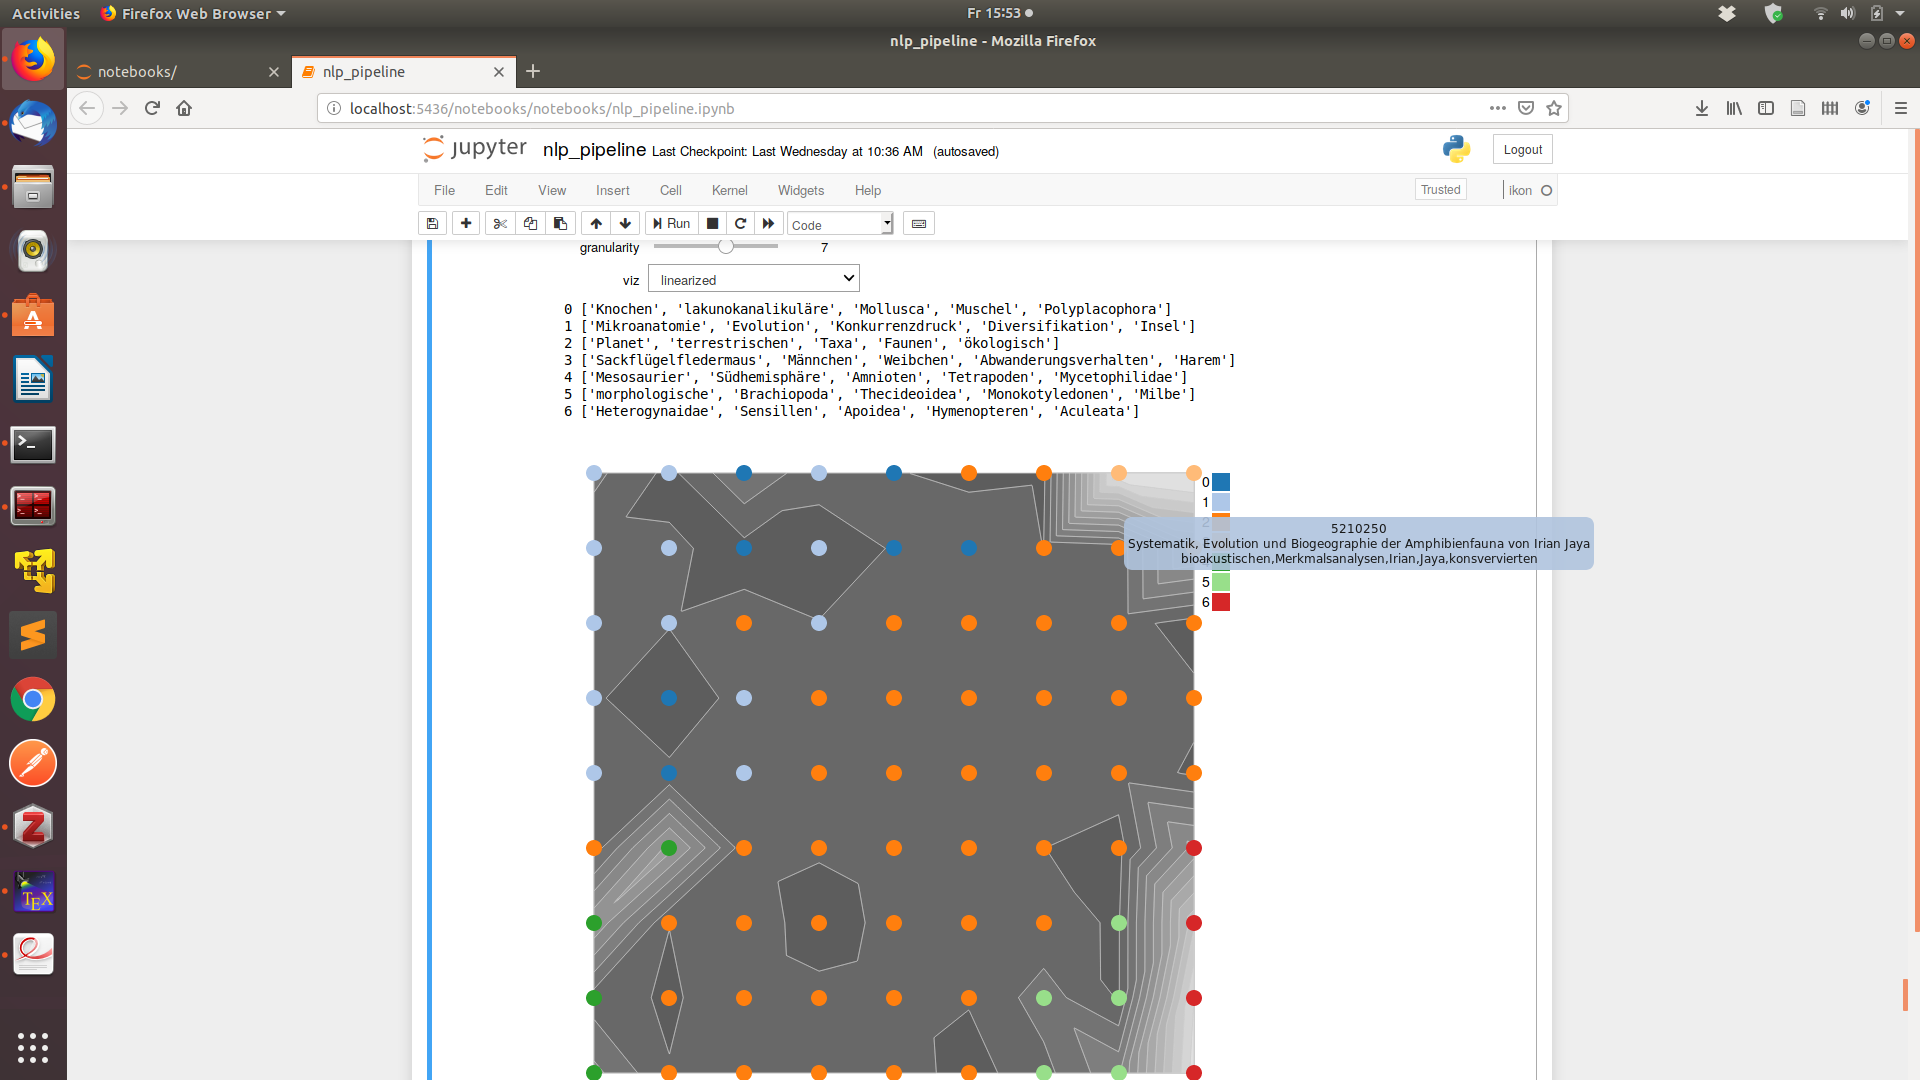 Activities Firefox Web Browser Fr 15:53
nlp_pipeline - Mozilla Firefox
notebooks/ nlp_pipeline
localhost:5436/notebooks/notebooks/nlp_pipeline.ipynb
jupyter nlp_pipeline Last Checkpoint: Last Wednesday at 10:36 AM (autosaved) Logout
File Edit View Insert Cell Kernel Widgets Help Trusted ikon
Run Code
granularity 7
viz linearized
0 ['Knochen', 'lakunokanalikuläre', 'Mollusca', 'Muschel', 'Polyplacophora']
1 ['Mikroanatomie', 'Evolution', 'Konkurrenzdruck', 'Diversifikation', 'Insel']
2 ['Planet', 'terrestrischen', 'Taxa', 'Faunen', 'ökologisch']
3 ['Sackflügelfledermaus', 'Männchen', 'Weibchen', 'Abwanderungsverhalten', 'Harem']
4 ['Mesosaurier', 'Südhemisphäre', 'Amnioten', 'Tetrapoden', 'Mycetophilidae']
5 ['morphologische', 'Brachiopoda', 'Thecideoidea', 'Monokotyledonen', 'Milbe']
6 ['Heterogynaidae', 'Sensillen', 'Apoidea', 'Hymenopteren', 'Aculeata']
0
1
5210250
Systematik, Evolution und Biogeographie der Amphibienfauna von Irian Jaya
bioakustischen,Merkmalsanalysen,Irian,Jaya,konsvervierten
5
6